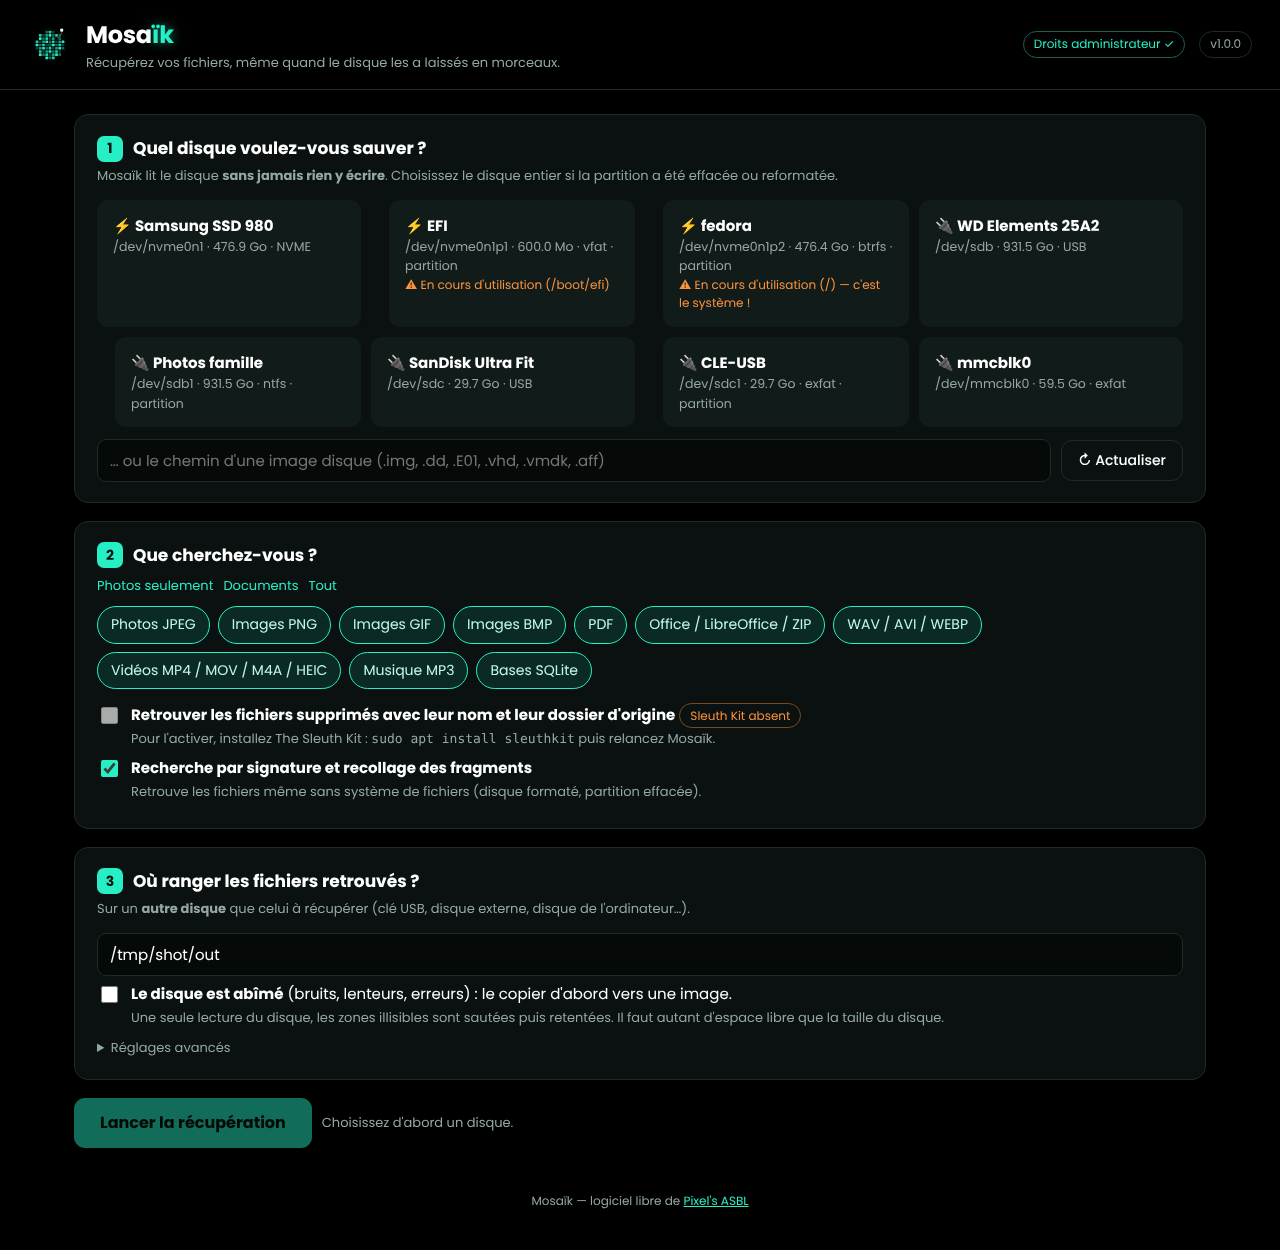 Mosaïk
Récupérez vos fichiers, même quand le disque les a laissés en morceaux.
Droits administrateur ✓
v1.0.0
1 Quel disque voulez-vous sauver ?
Mosaïk lit le disque sans jamais rien y écrire. Choisissez le disque entier si la partition a été effacée ou reformatée.
⚡ Samsung SSD 980
/dev/nvme0n1 · 476.9 Go · NVME
⚡ EFI
/dev/nvme0n1p1 · 600.0 Mo · vfat ·
partition
⚠ En cours d'utilisation (/boot/efi)
⚡ fedora
/dev/nvme0n1p2 · 476.4 Go · btrfs ·
partition
⚠ En cours d'utilisation (/) — c'est
le système !
🔌 WD Elements 25A2
/dev/sdb · 931.5 Go · USB
🔌 Photos famille
/dev/sdb1 · 931.5 Go · ntfs ·
partition
🔌 SanDisk Ultra Fit
/dev/sdc · 29.7 Go · USB
🔌 CLE-USB
/dev/sdc1 · 29.7 Go · exfat ·
partition
🔌 mmcblk0
/dev/mmcblk0 · 59.5 Go · exfat
... ou le chemin d'une image disque (.img, .dd, .E01, .vhd, .vmdk, .aff)
↻ Actualiser
2 Que cherchez-vous ?
Photos seulement Documents Tout
Photos JPEG Images PNG Images GIF Images BMP PDF Office / LibreOffice / ZIP WAV / AVI / WEBP
Vidéos MP4 / MOV / M4A / HEIC Musique MP3 Bases SQLite
Retrouver les fichiers supprimés avec leur nom et leur dossier d'origine Sleuth Kit absent
Pour l'activer, installez The Sleuth Kit : sudo apt install sleuthkit puis relancez Mosaïk.
Recherche par signature et recollage des fragments
Retrouve les fichiers même sans système de fichiers (disque formaté, partition effacée).
3 Où ranger les fichiers retrouvés ?
Sur un autre disque que celui à récupérer (clé USB, disque externe, disque de l'ordinateur…).
/tmp/shot/out
Le disque est abîmé (bruits, lenteurs, erreurs) : le copier d'abord vers une image.
Une seule lecture du disque, les zones illisibles sont sautées puis retentées. Il faut autant d'espace libre que la taille du disque.
▶ Réglages avancés
Lancer la récupération
Choisissez d'abord un disque.
Mosaïk — logiciel libre de Pixel's ASBL